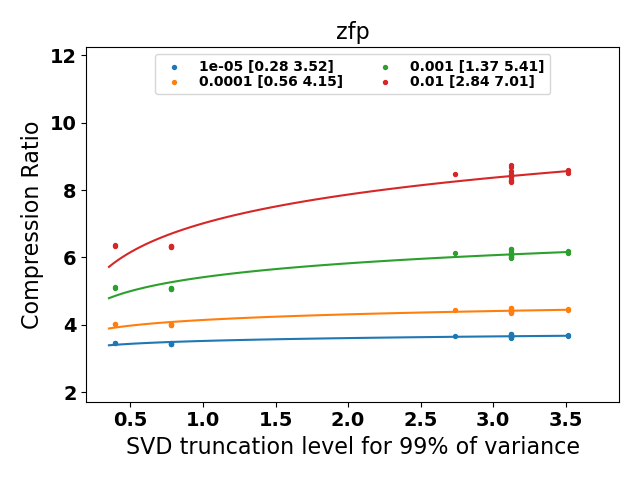 zfp
1e-05 [0.28 3.52]
0.0001 [0.56 4.15]
0.001 [1.37 5.41]
0.01 [2.84 7.01]
Compression Ratio
12
10
8
6
4
2
0.5 1.0 1.5 2.0 2.5 3.0 3.5
SVD truncation level for 99% of variance